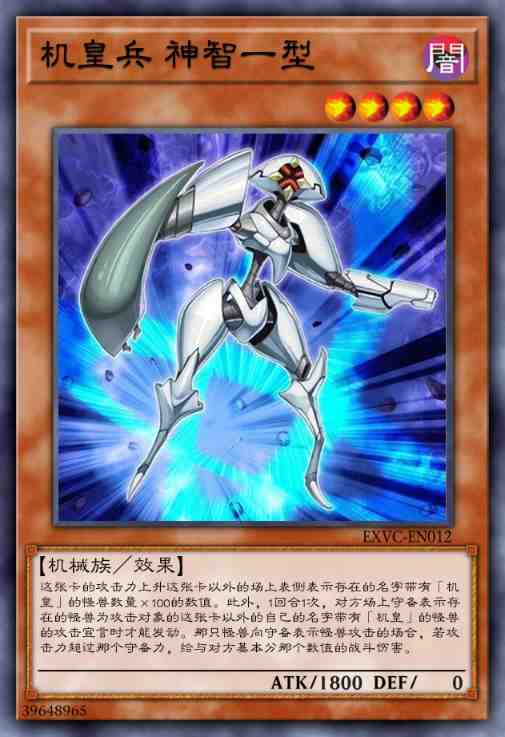 机皇兵 神智一型
闇
EXVC-EN012
【机械族／效果】
这张卡的攻击力上升这张卡以外的场上表侧表示存在的名字带有「机
皇」的怪兽数量×100的数值。此外，1回合1次，对方场上守备表示存
在的怪兽为攻击对象的这张卡以外的自己的名字带有「机皇」的怪兽
的攻击宣言时才能发动。那只怪兽向守备表示怪兽攻击的场合，若攻
击力超过那个守备力，给与对方基本分那个数值的战斗伤害。
ATK/1800 DEF/ 0
39648965